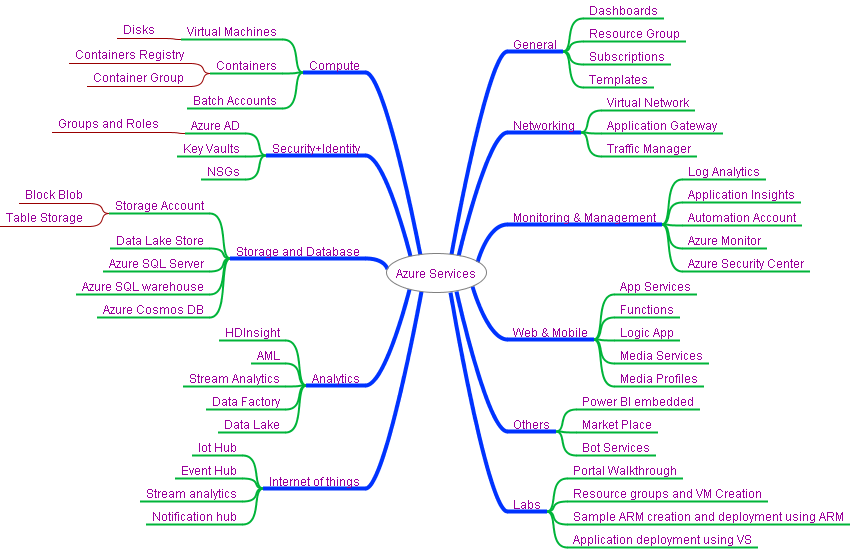 Azure Services
Compute
Virtual Machines
Disks
Containers
Containers Registry
Container Group
Batch Accounts
Security+Identity
Azure AD
Groups and Roles
Key Vaults
NSGs
Storage and Database
Storage Account
Block Blob
Table Storage
Data Lake Store
Azure SQL Server
Azure SQL warehouse
Azure Cosmos DB
Analytics
HDInsight
AML
Stream Analytics
Data Factory
Data Lake
Internet of things
Iot Hub
Event Hub
Stream analytics
Notification hub
General
Dashboards
Resource Group
Subscriptions
Templates
Networking
Virtual Network
Application Gateway
Traffic Manager
Monitoring & Management
Log Analytics
Application Insights
Automation Account
Azure Monitor
Azure Security Center
Web & Mobile
App Services
Functions
Logic App
Media Services
Media Profiles
Others
Power BI embedded
Market Place
Bot Services
Labs
Portal Walkthrough
Resource groups and VM Creation
Sample ARM creation and deployment using ARM
Application deployment using VS